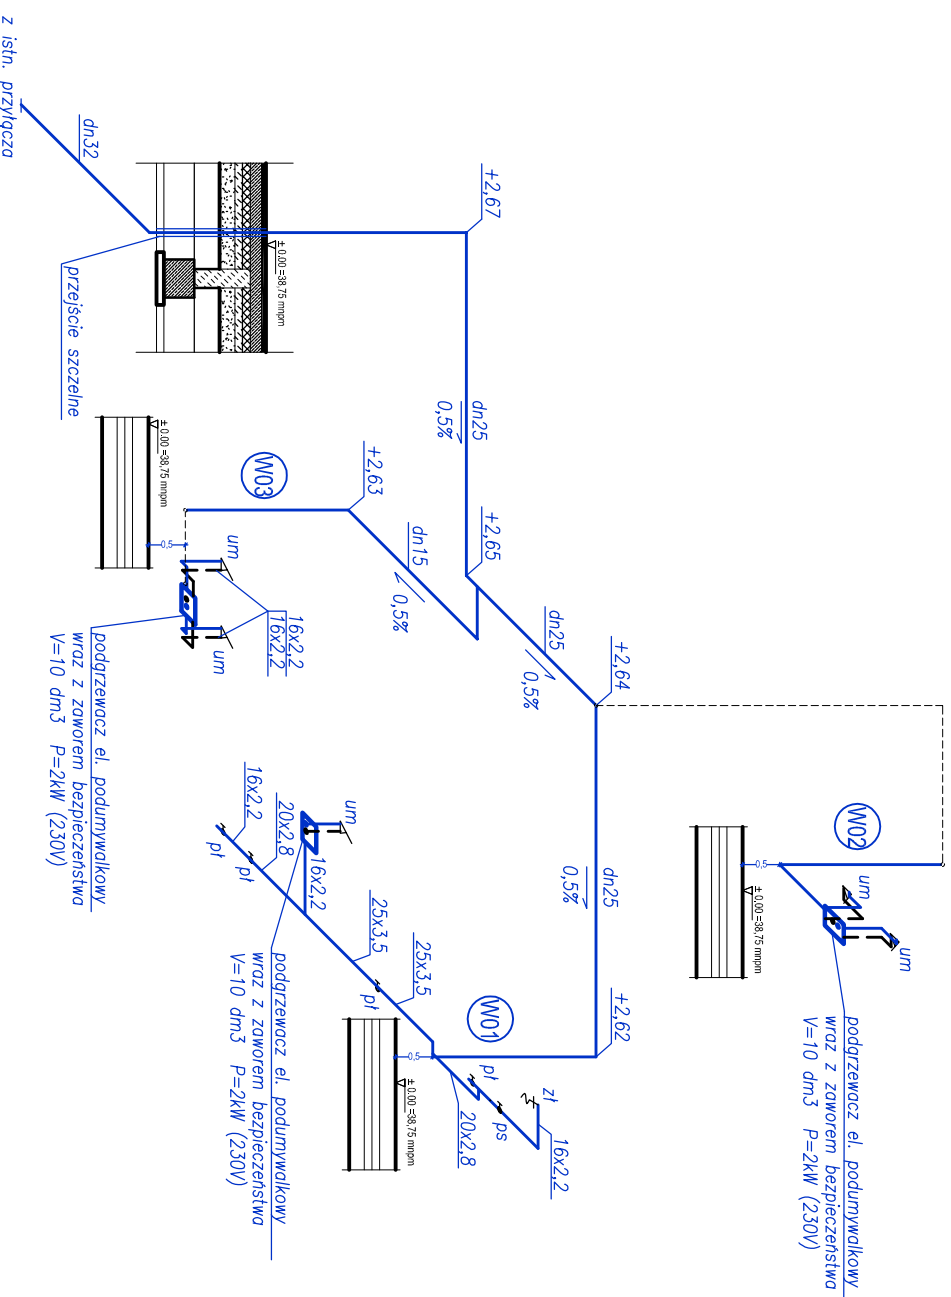 z istn. przyłącza
dn32
przejście szczelne
± 0.00 =38,75 mnpm
+2,67
dn25
0,5%
+2,65
dn25
0,5%
+2,64
+2,63
dn15
0,5%
W03
± 0.00 =38,75 mnpm
0,5
um
um
16x2,2
16x2,2
podgrzewacz el. podumywalkowy
wraz z zaworem bezpieczeństwa
V=10 dm3 P=2kW (230V)
dn25
0,5%
+2,62
W02
0,5
± 0.00 =38,75 mnpm
um
um
podgrzewacz el. podumywalkowy
wraz z zaworem bezpieczeństwa
V=10 dm3 P=2kW (230V)
W01
0,5
± 0.00 =38,75 mnpm
16x2,2
pł
20x2,8
pł
um
16x2,2
25x3,5
pł
25x3,5
podgrzewacz el. podumywalkowy
wraz z zaworem bezpieczeństwa
V=10 dm3 P=2kW (230V)
pł
20x2,8
ps
zł
16x2,2